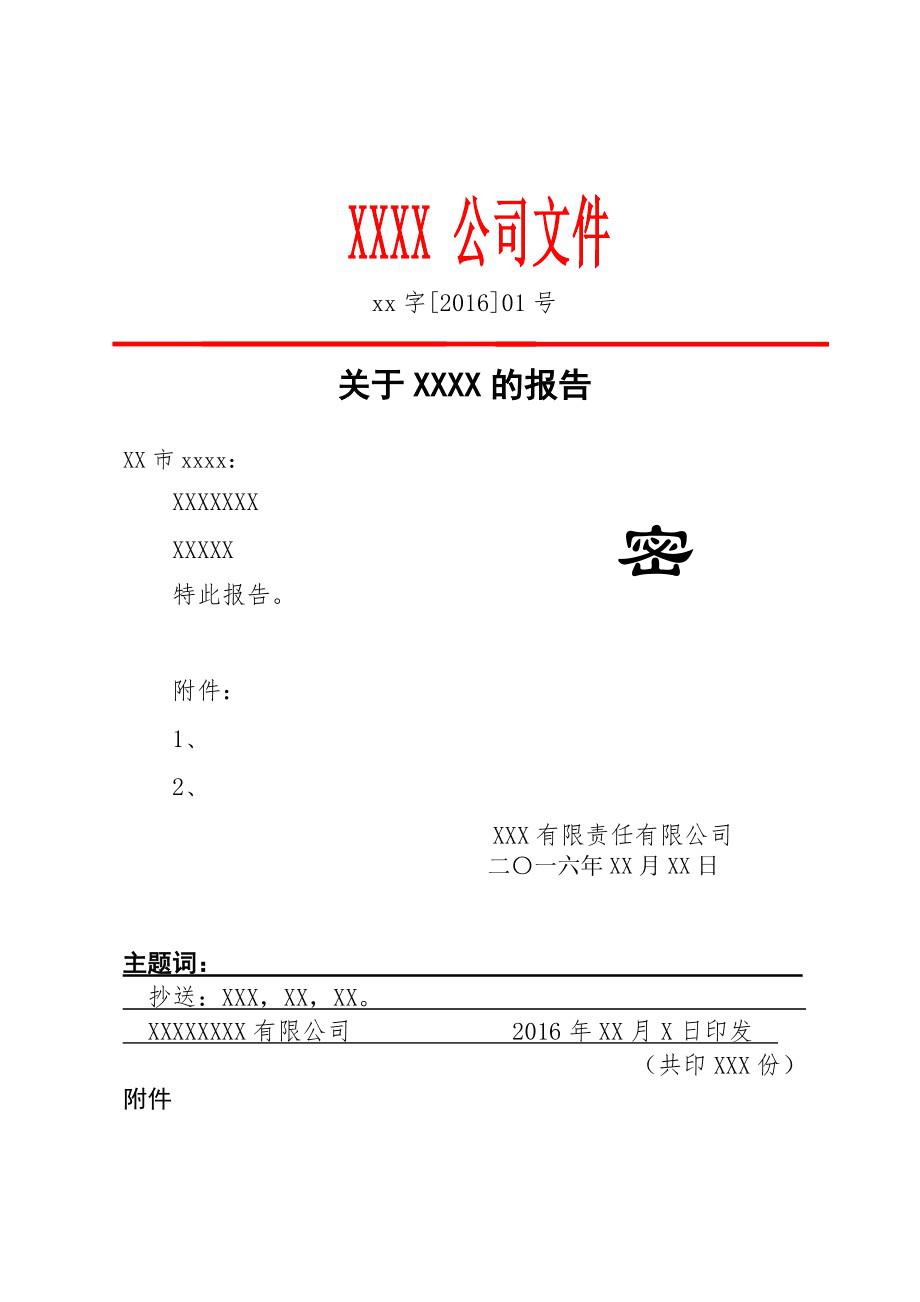 XXXX 公司文件
xx 字[2016]01 号
关于 XXXX 的报告
XX 市 xxxx：
XXXXXXX
密
XXXXX
特此报告。
附件：
1、
2、
XXX 有限责任有限公司
二〇一六年 XX 月 XX 日
主题词：
抄送：XXX，XX，XX。
XXXXXXXX 有限公司 2016 年 XX 月 X 日印发
（共印 XXX 份）
附件